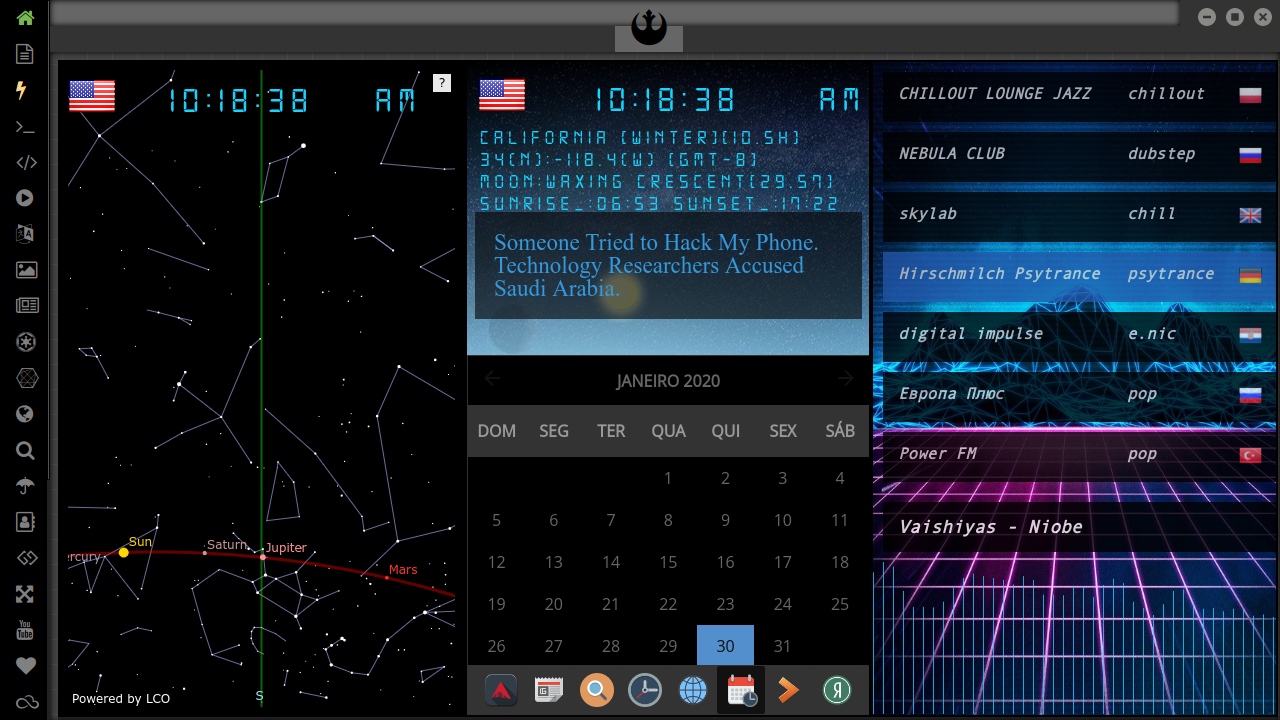 10:18:38 AM
?
ercury
Sun
Saturn
Jupiter
Mars
S
Powered by LCO
10:18:38 AM
CALIFORNIA (WINTER)(10.5H)
34(N):-118.4(W) (GMT-8)
MOON:WAXING CRESCENT(29.57)
SUNRISE_:06:53 SUNSET_:17:22
Someone Tried to Hack My Phone.
Technology Researchers Accused
Saudi Arabia.
JANEIRO 2020
DOM SEG TER QUA QUI SEX SÁB
1 2 3 4
5 6 7 8 9 10 11
12 13 14 15 16 17 18
19 20 21 22 23 24 25
26 27 28 29 30 31
CHILLOUT LOUNGE JAZZ chillout
NEBULA CLUB dubstep
skylab chill
Hirschmilch Psytrance psytrance
digital impulse e.nic
Европа Плюс pop
Power FM pop
Vaishiyas - Niobe
You
Tube
Я